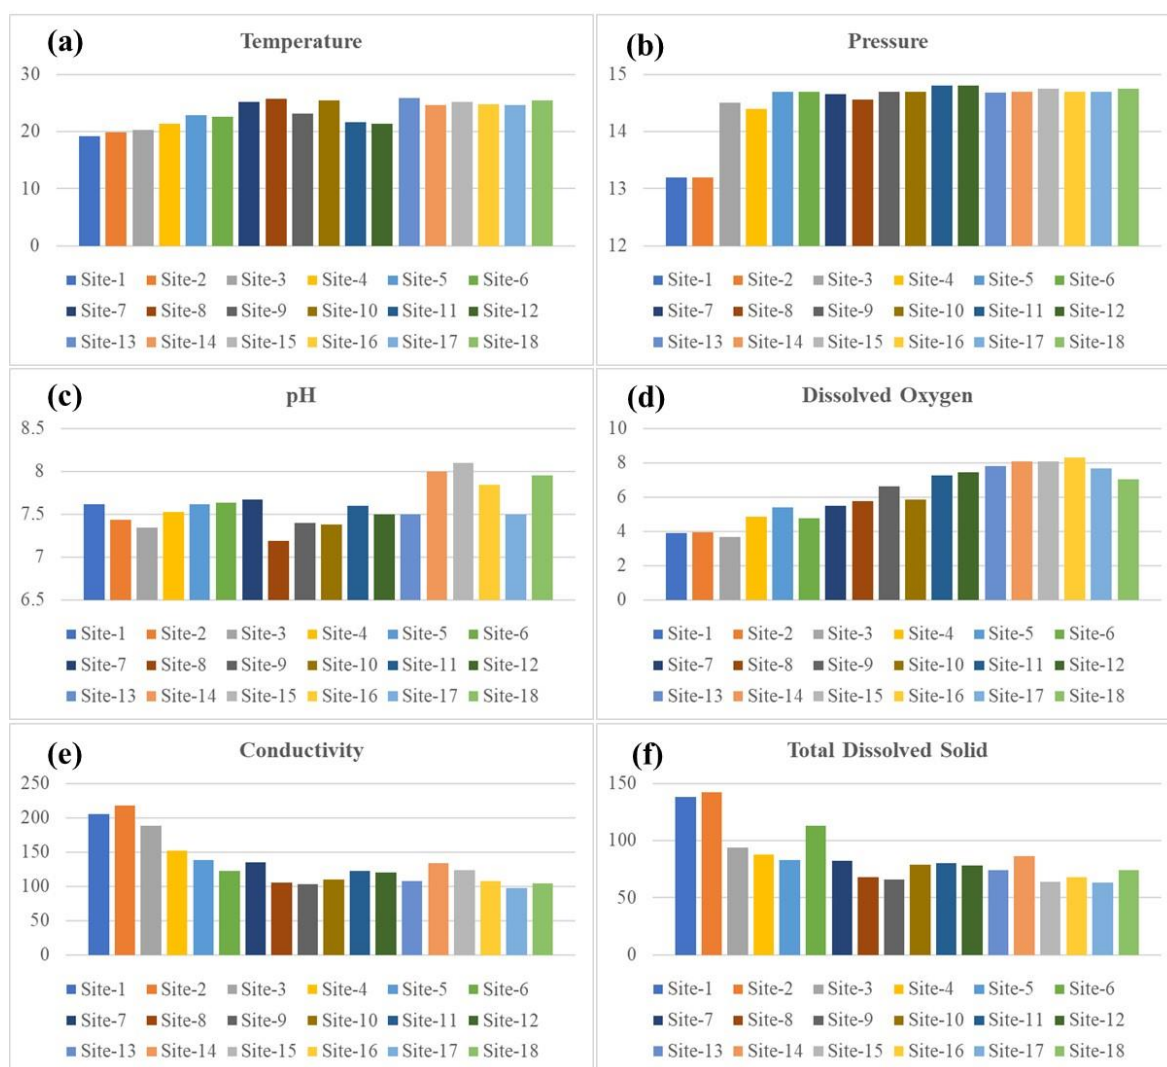 (a) Temperature
30
20
10
0
Site-1 Site-2 Site-3 Site-4 Site-5 Site-6
Site-7 Site-8 Site-9 Site-10 Site-11 Site-12
Site-13 Site-14 Site-15 Site-16 Site-17 Site-18
(b) Pressure
15
14
13
12
Site-1 Site-2 Site-3 Site-4 Site-5 Site-6
Site-7 Site-8 Site-9 Site-10 Site-11 Site-12
Site-13 Site-14 Site-15 Site-16 Site-17 Site-18
(c) pH
8.5
8
7.5
7
6.5
Site-1 Site-2 Site-3 Site-4 Site-5 Site-6
Site-7 Site-8 Site-9 Site-10 Site-11 Site-12
Site-13 Site-14 Site-15 Site-16 Site-17 Site-18
(d) Dissolved Oxygen
10
8
6
4
2
0
Site-1 Site-2 Site-3 Site-4 Site-5 Site-6
Site-7 Site-8 Site-9 Site-10 Site-11 Site-12
Site-13 Site-14 Site-15 Site-16 Site-17 Site-18
(e) Conductivity
250
200
150
100
50
0
Site-1 Site-2 Site-3 Site-4 Site-5 Site-6
Site-7 Site-8 Site-9 Site-10 Site-11 Site-12
Site-13 Site-14 Site-15 Site-16 Site-17 Site-18
(f) Total Dissolved Solid
150
100
50
0
Site-1 Site-2 Site-3 Site-4 Site-5 Site-6
Site-7 Site-8 Site-9 Site-10 Site-11 Site-12
Site-13 Site-14 Site-15 Site-16 Site-17 Site-18